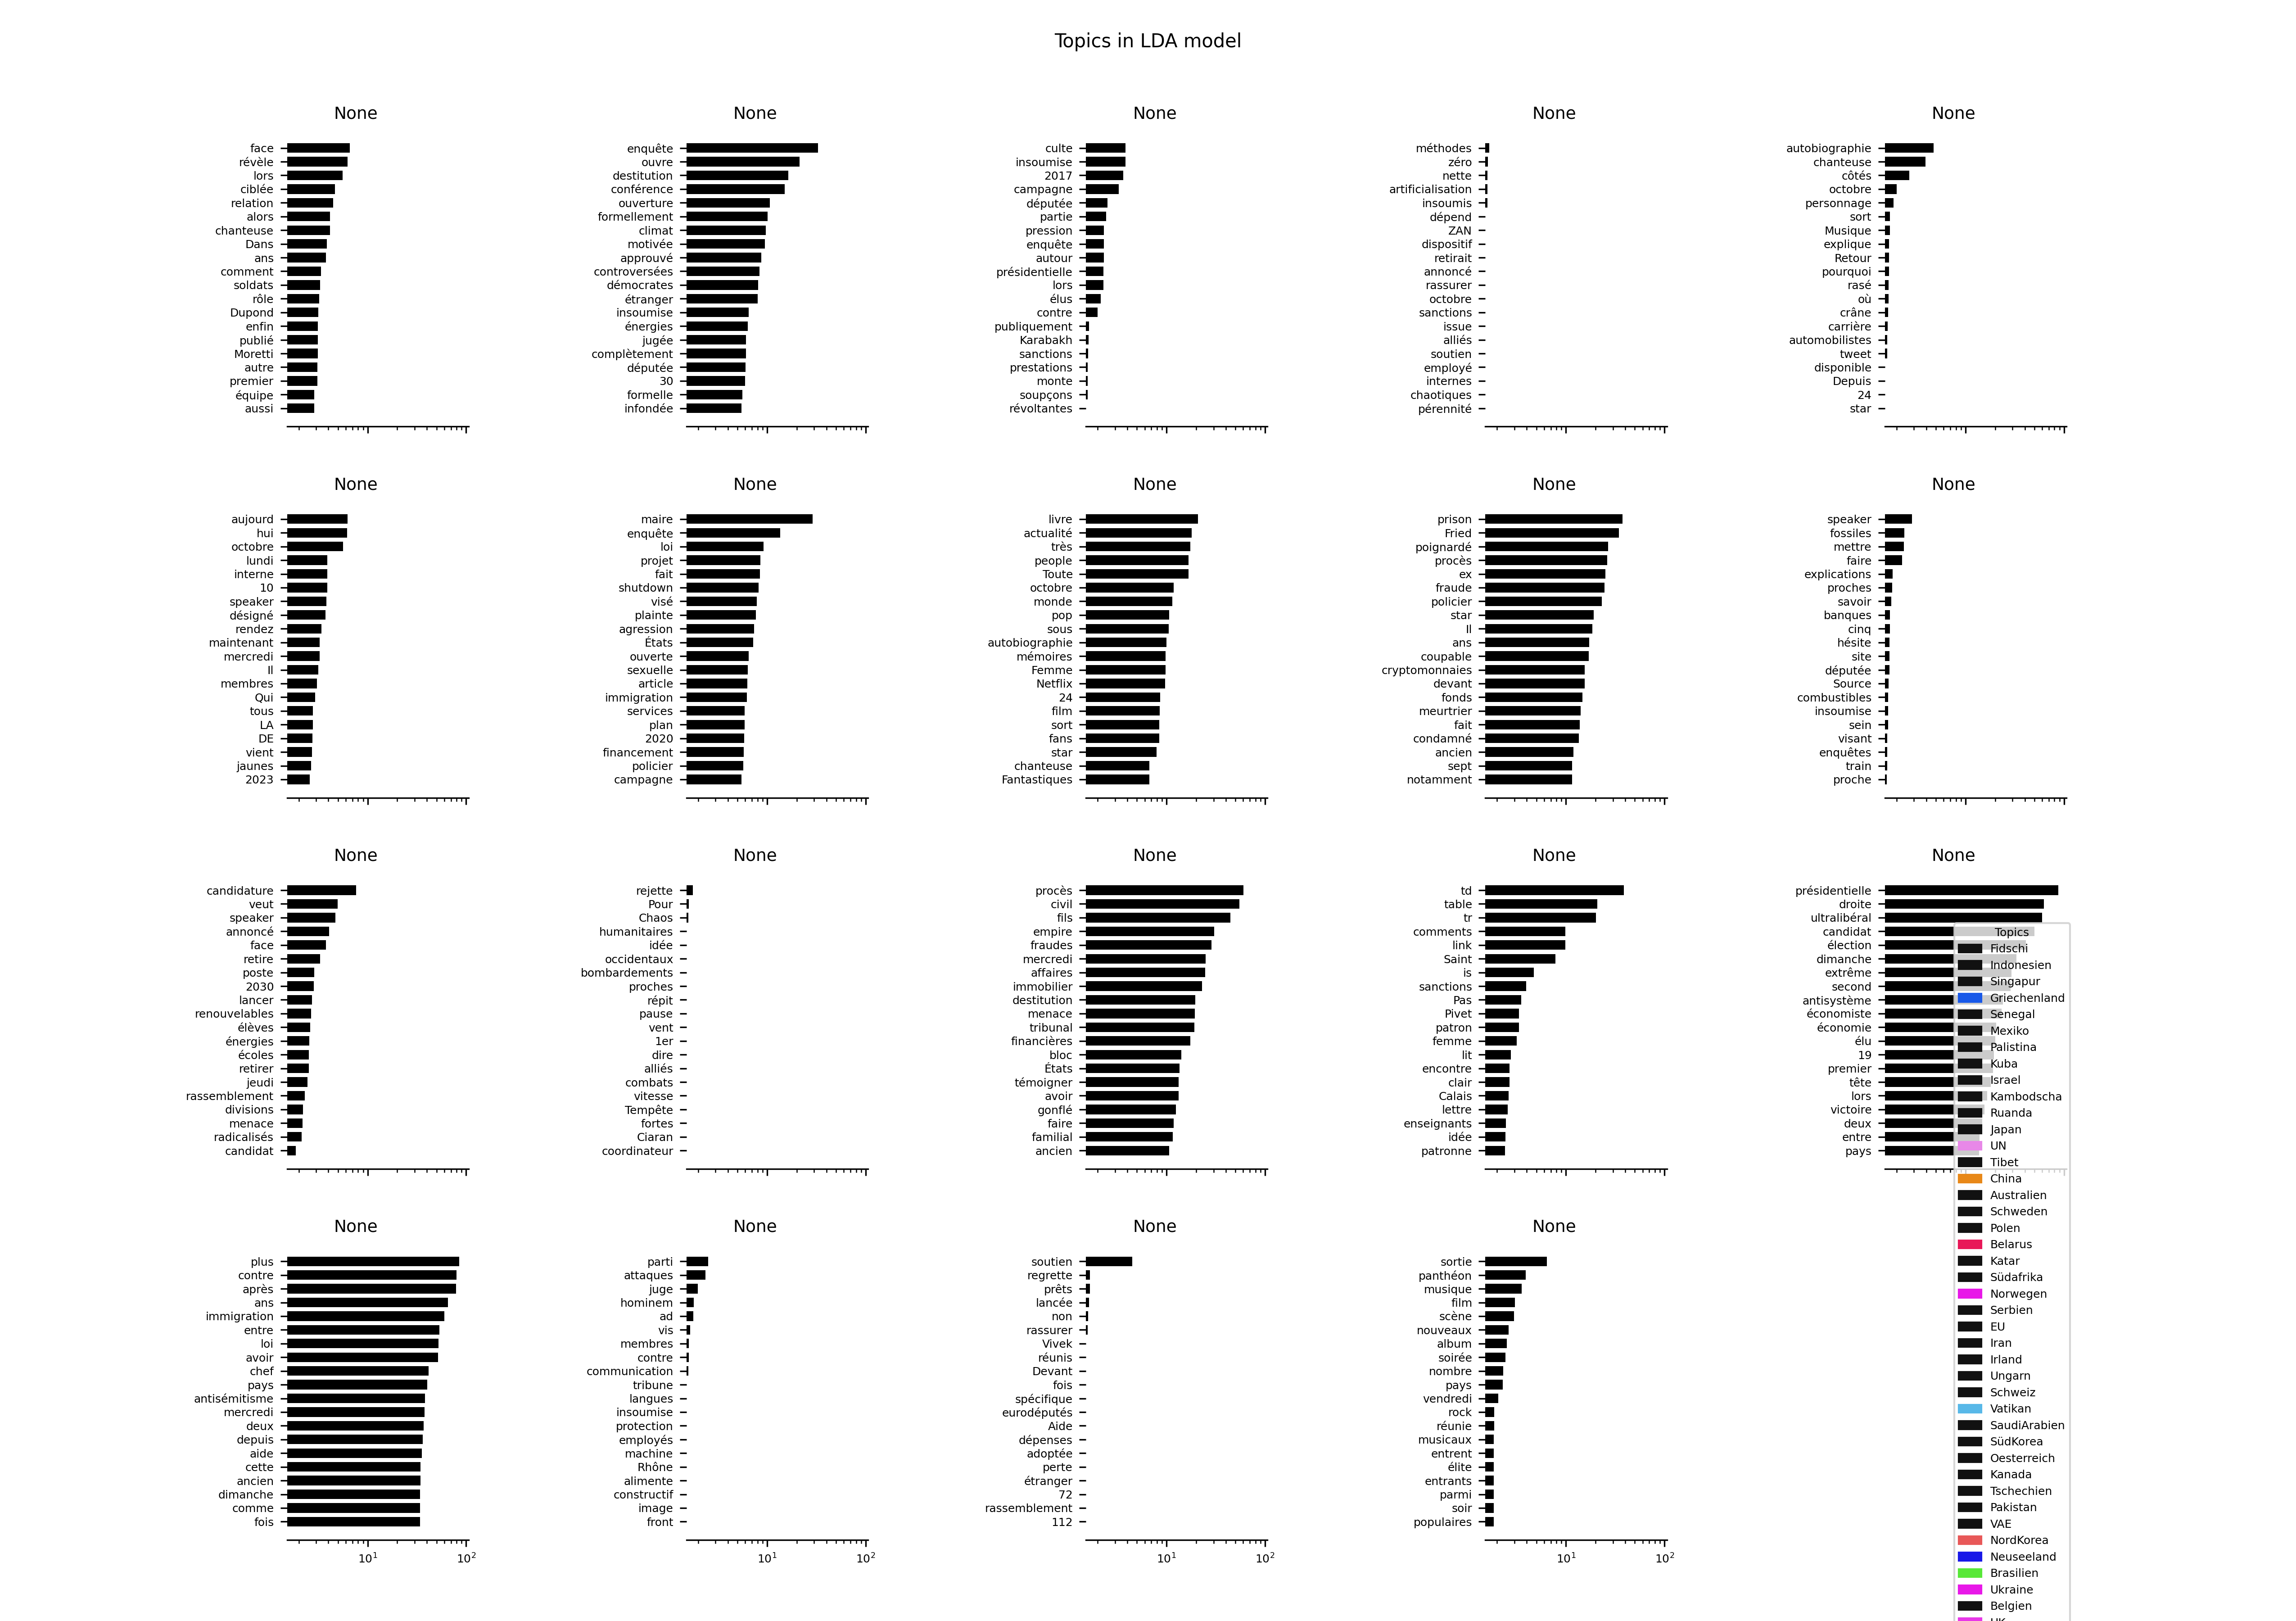 Topics in LDA model
None
face
révèle
lors
ciblée
relation
alors
chanteuse
Dans
ans
comment
soldats
rôle
Dupond
enfin
publié
Moretti
autre
premier
équipe
aussi
None
enquête
ouvre
destitution
conférence
ouverture
formellement
climat
motivée
approuvé
controversées
démocrates
étranger
insoumise
énergies
jugée
complètement
députée
30
formelle
infondée
None
culte
insoumise
2017
campagne
députée
partie
pression
enquête
autour
présidentielle
lors
élus
contre
publiquement
Karabakh
sanctions
prestations
monte
soupçons
révoltantes
None
méthodes
zéro
nette
artificialisation
insoumis
dépend
ZAN
dispositif
retirait
annoncé
rassurer
octobre
sanctions
issue
alliés
soutien
employé
internes
chaotiques
pérennité
None
autobiographie
chanteuse
côtés
octobre
personnage
sort
Musique
explique
Retour
pourquoi
rasé
où
crâne
carrière
automobilistes
tweet
disponible
Depuis
24
star
None
aujourd
hui
octobre
lundi
interne
10
speaker
désigné
rendez
maintenant
mercredi
Il
membres
Qui
tous
LA
DE
vient
jaunes
2023
None
maire
enquête
loi
projet
fait
shutdown
visé
plainte
agression
États
ouverte
sexuelle
article
immigration
services
plan
2020
financement
policier
campagne
None
livre
actualité
très
people
Toute
octobre
monde
pop
sous
autobiographie
mémoires
Femme
Netflix
24
film
sort
fans
star
chanteuse
Fantastiques
None
prison
Fried
poignardé
procès
ex
fraude
policier
star
Il
ans
coupable
cryptomonnaies
devant
fonds
meurtrier
fait
condamné
ancien
sept
notamment
None
speaker
fossiles
mettre
faire
explications
proches
savoir
banques
cinq
hésite
site
députée
Source
combustibles
insoumise
sein
visant
enquêtes
train
proche
None
candidature
veut
speaker
annoncé
face
retire
poste
2030
lancer
renouvelables
élèves
énergies
écoles
retirer
jeudi
rassemblement
divisions
menace
radicalisés
candidat
None
rejette
Pour
Chaos
humanitaires
idée
occidentaux
bombardements
proches
répit
pause
vent
1er
dire
alliés
combats
vitesse
Tempête
fortes
Ciaran
coordinateur
None
procès
civil
fils
empire
fraudes
mercredi
affaires
immobilier
destitution
menace
tribunal
financières
bloc
États
témoigner
avoir
gonflé
faire
familial
ancien
None
td
table
tr
comments
link
Saint
is
sanctions
Pas
Pivet
patron
femme
lit
encontre
clair
Calais
lettre
enseignants
idée
patronne
None
présidentielle
droite
ultralibéral
candidat
élection
dimanche
extrême
second
antisystème
économiste
économie
élu
19
premier
tête
lors
victoire
deux
entre
pays
None
plus
contre
après
ans
immigration
entre
loi
avoir
chef
pays
antisémitisme
mercredi
deux
depuis
aide
cette
ancien
dimanche
comme
fois
10¹ 10²
None
parti
attaques
juge
hominem
ad
vis
membres
contre
communication
tribune
langues
insoumise
protection
employés
machine
Rhône
alimente
constructif
image
front
10¹ 10²
None
soutien
regrette
prêts
lancée
non
rassurer
Vivek
réunis
Devant
fois
spécifique
eurodéputés
Aide
dépenses
adoptée
perte
étranger
72
rassemblement
112
10¹ 10²
None
sortie
panthéon
musique
film
scène
nouveaux
album
soirée
nombre
pays
vendredi
rock
réunie
musicaux
entrent
élite
entrants
parmi
soir
populaires
10¹ 10²
Topics
Fidschi
Indonesien
Singapur
Griechenland
Senegal
Mexiko
Palistina
Kuba
Israel
Kambodscha
Ruanda
Japan
UN
Tibet
China
Australien
Schweden
Polen
Belarus
Katar
Südafrika
Norwegen
Serbien
EU
Iran
Irland
Ungarn
Schweiz
Vatikan
SaudiArabien
SüdKorea
Oesterreich
Kanada
Tschechien
Pakistan
VAE
NordKorea
Neuseeland
Brasilien
Ukraine
Belgien